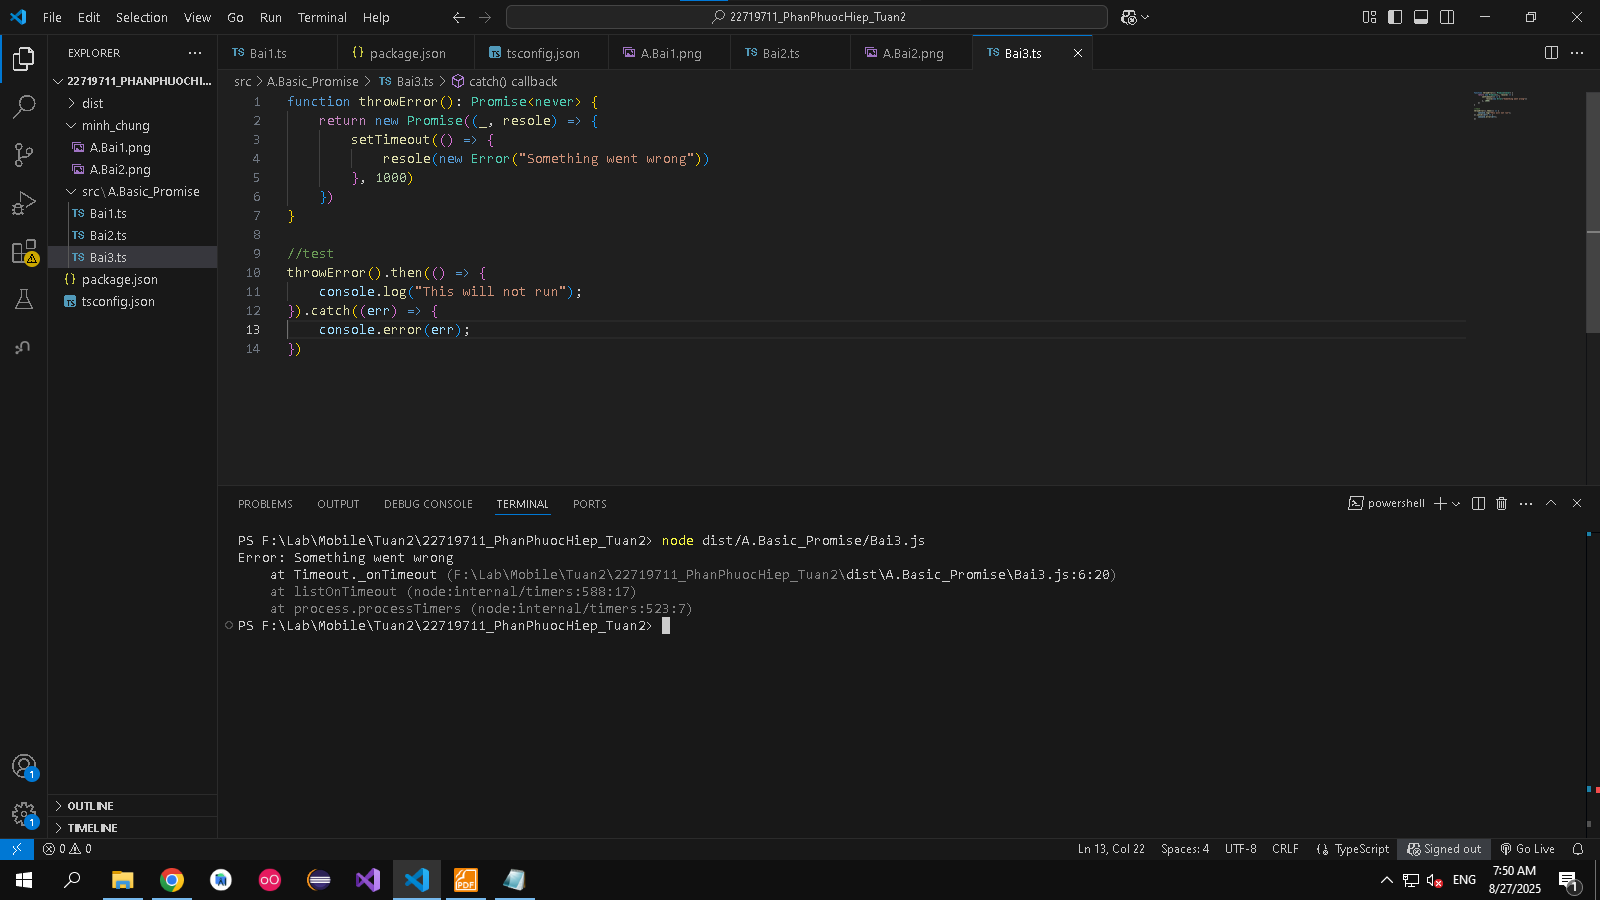 File Edit Selection View Go Run Terminal Help
22719711_PhanPhuocHiep_Tuan2
EXPLORER
22719711_PHANPHUOCHI...
dist
minh_chung
A.Bai1.png
A.Bai2.png
src\A.Basic_Promise
TS Bai1.ts
TS Bai2.ts
TS Bai3.ts
{} package.json
TS tsconfig.json
OUTLINE
TIMELINE
TS Bai1.ts
{} package.json
TS tsconfig.json
A.Bai1.png
TS Bai2.ts
A.Bai2.png
TS Bai3.ts
src > A.Basic_Promise > TS Bai3.ts > catch() callback
1 function throwError(): Promise<never> {
2 return new Promise((_, resole) => {
3 setTimeout(() => {
4 resole(new Error("Something went wrong"))
5 }, 1000)
6 })
7 }
8
9 //test
10 throwError().then(() => {
11 console.log("This will not run");
12 }).catch((err) => {
13 console.error(err);
14 })
PROBLEMS OUTPUT DEBUG CONSOLE TERMINAL PORTS
powershell
PS F:\Lab\Mobile\Tuan2\22719711_PhanPhuocHiep_Tuan2> node dist/A.Basic_Promise/Bai3.js
Error: Something went wrong
at Timeout._onTimeout (F:\Lab\Mobile\Tuan2\22719711_PhanPhuocHiep_Tuan2\dist\A.Basic_Promise\Bai3.js:6:20)
at listOnTimeout (node:internal/timers:588:17)
at process.processTimers (node:internal/timers:523:7)
PS F:\Lab\Mobile\Tuan2\22719711_PhanPhuocHiep_Tuan2>
1
1
0 0
Ln 13, Col 22 Spaces: 4 UTF-8 CRLF {} TypeScript Signed out Go Live
PDF
ENG
7:50 AM
8/27/2025
1